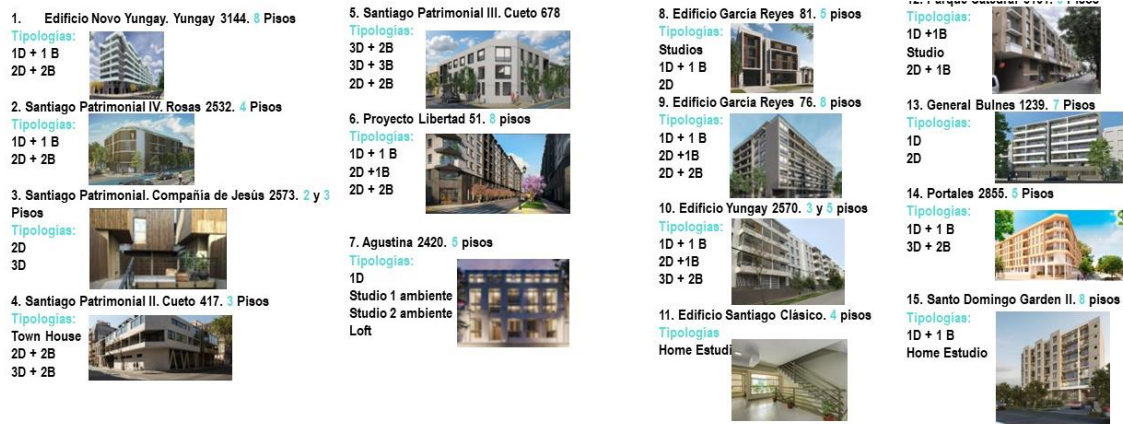 1. Edificio Novo Yungay. Yungay 3144. 8 Pisos
Tipologías:
1D + 1 B
2D + 2B
2. Santiago Patrimonial IV. Rosas 2532. 4 Pisos
Tipologías:
1D + 1 B
2D + 2B
3. Santiago Patrimonial. Compañía de Jesús 2573. 2 y 3
Pisos
Tipologías:
2D
3D
4. Santiago Patrimonial II. Cueto 417. 3 Pisos
Tipologías:
Town House
2D + 2B
3D + 2B
5. Santiago Patrimonial III. Cueto 678
Tipologías:
3D + 2B
3D + 3B
2D + 2B
6. Proyecto Libertad 51. 8 pisos
Tipologías:
1D + 1 B
2D +1B
2D + 2B
7. Agustina 2420. 5 pisos
Tipologías:
1D
Studio 1 ambiente
Studio 2 ambiente
Loft
8. Edificio García Reyes 81. 5 pisos
Tipologías:
Studios
1D + 1 B
2D
9. Edificio García Reyes 76. 8 pisos
Tipologías:
1D + 1 B
2D +1B
2D + 2B
10. Edificio Yungay 2570. 3 y 5 pisos
Tipologías:
1D + 1 B
2D +1B
3D + 2B
11. Edificio Santiago Clásico. 4 pisos
Tipologías
Home Estudi
Tipologías:
1D +1B
Studio
2D + 1B
13. General Bulnes 1239. 7 Pisos
Tipologías:
1D
2D
14. Portales 2855. 5 Pisos
Tipologías:
1D + 1 B
3D + 2B
15. Santo Domingo Garden II. 8 pisos
Tipologías:
1D + 1 B
Home Estudio